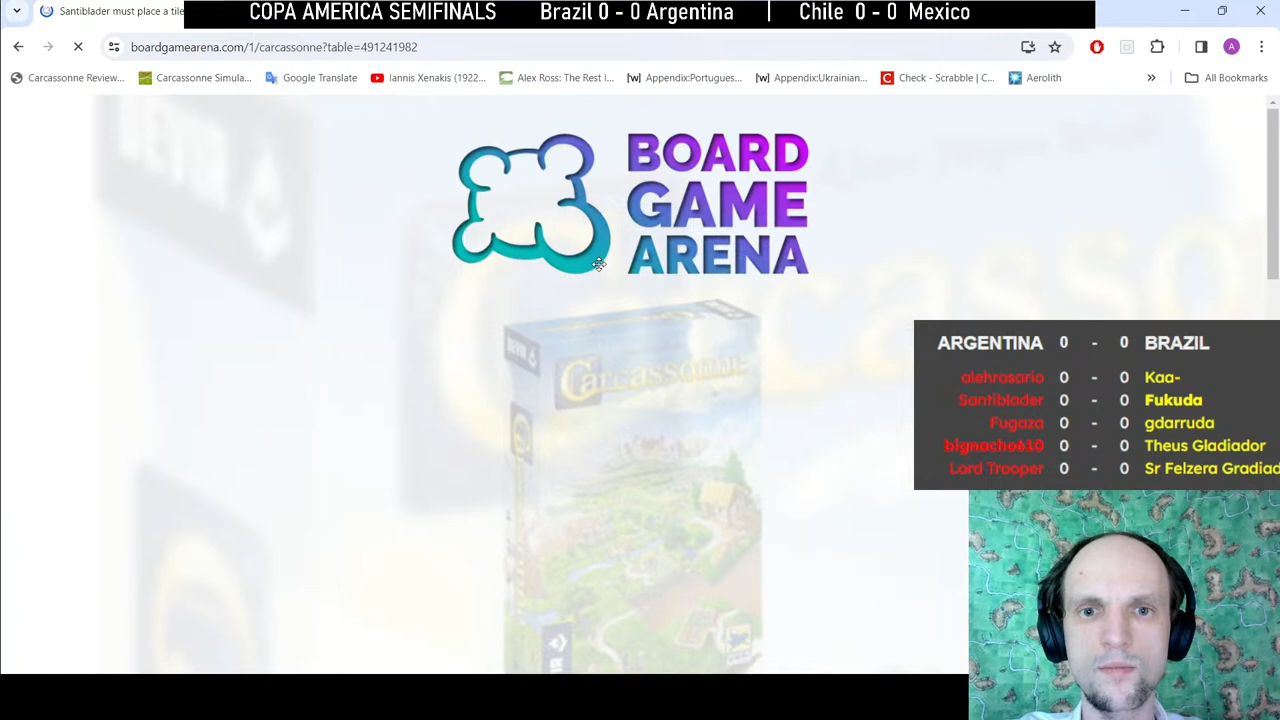 Santiblader must place a tile
COPA AMERICA SEMIFINALS Brazil 0 - 0 Argentina | Chile 0 - 0 Mexico
boardgamearena.com/1/carcassonne?table=491241982
A
Carcassonne Review...
Carcassonne Simula...
Google Translate
Iannis Xenakis (1922...
Alex Ross: The Rest I...
[w] Appendix:Portugues...
[w] Appendix:Ukrainian...
C Check - Scrabble | C...
Aerolith
»
All Bookmarks
BOARD
GAME
ARENA
DEVIR
Carcassonne
ARGENTINA 0 - 0 BRAZIL
alehrosario 0 - 0 Kaa-
Santiblader 0 - 0 Fukuda
Fugaza 0 - 0 gdarruda
bignacho610 0 - 0 Theus Gladiador
Lord Trooper 0 - 0 Sr Felzera Gradiad